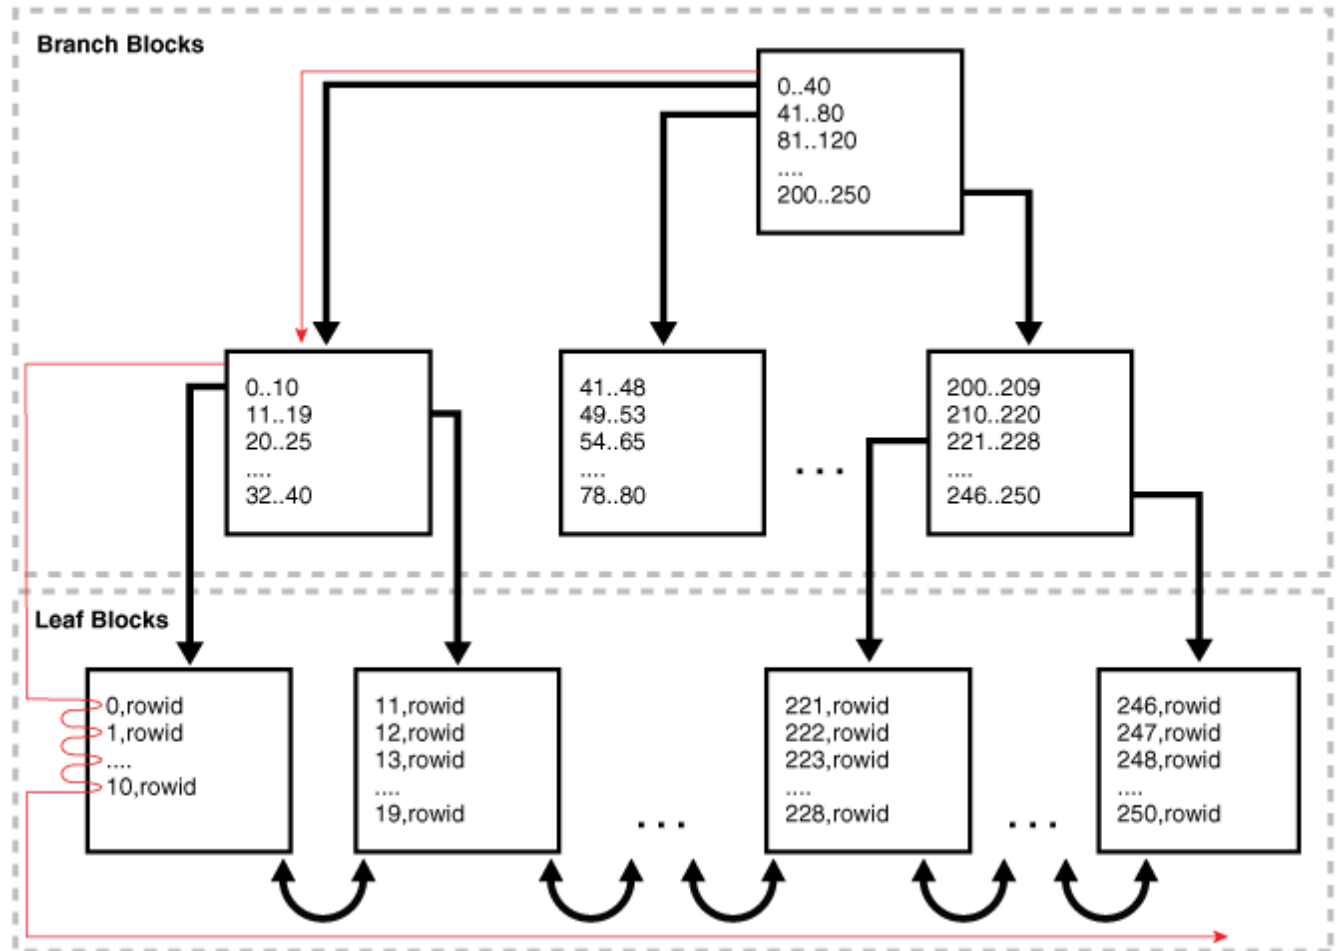 Branch Blocks
0..40
41..80
81..120
....
200..250
0..10
11..19
20..25
....
32..40
41..48
49..53
54..65
....
78..80
...
200..209
210..220
221..228
....
246..250
Leaf Blocks
0,rowid
1,rowid
....
10,rowid
11,rowid
12,rowid
13,rowid
....
19,rowid
...
221,rowid
222,rowid
223,rowid
....
228,rowid
...
246,rowid
247,rowid
248,rowid
....
250,rowid